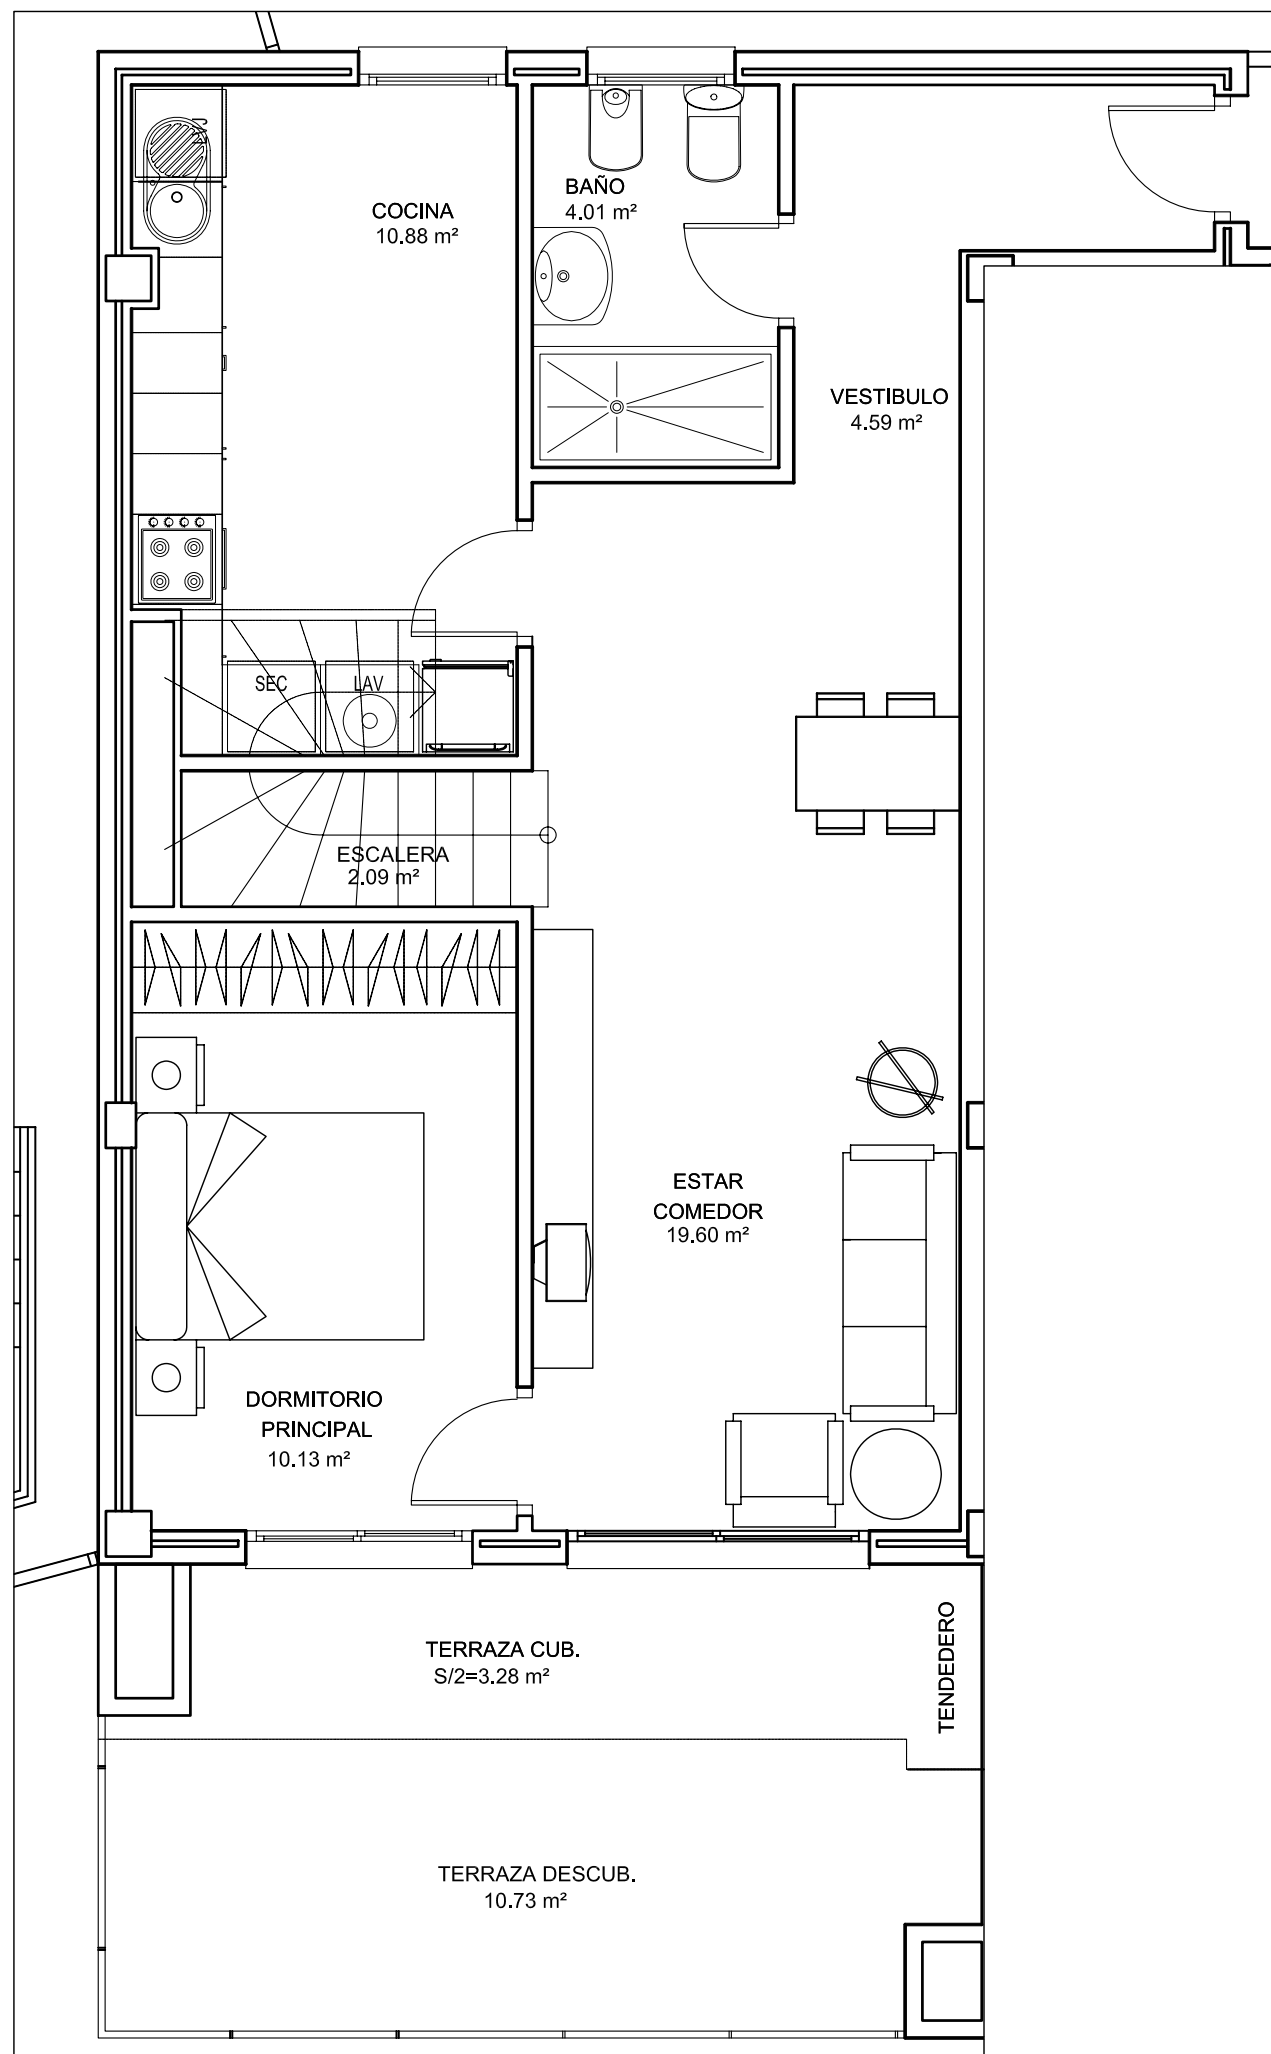 LVJ
COCINA
10.88 m²
BAÑO
4.01 m²
VESTIBULO
4.59 m²
SEC
LAV
ESCALERA
2.09 m²
ESTAR
COMEDOR
19.60 m²
DORMITORIO
PRINCIPAL
10.13 m²
TERRAZA CUB.
S/2=3.28 m²
TENDEDERO
TERRAZA DESCUB.
10.73 m²